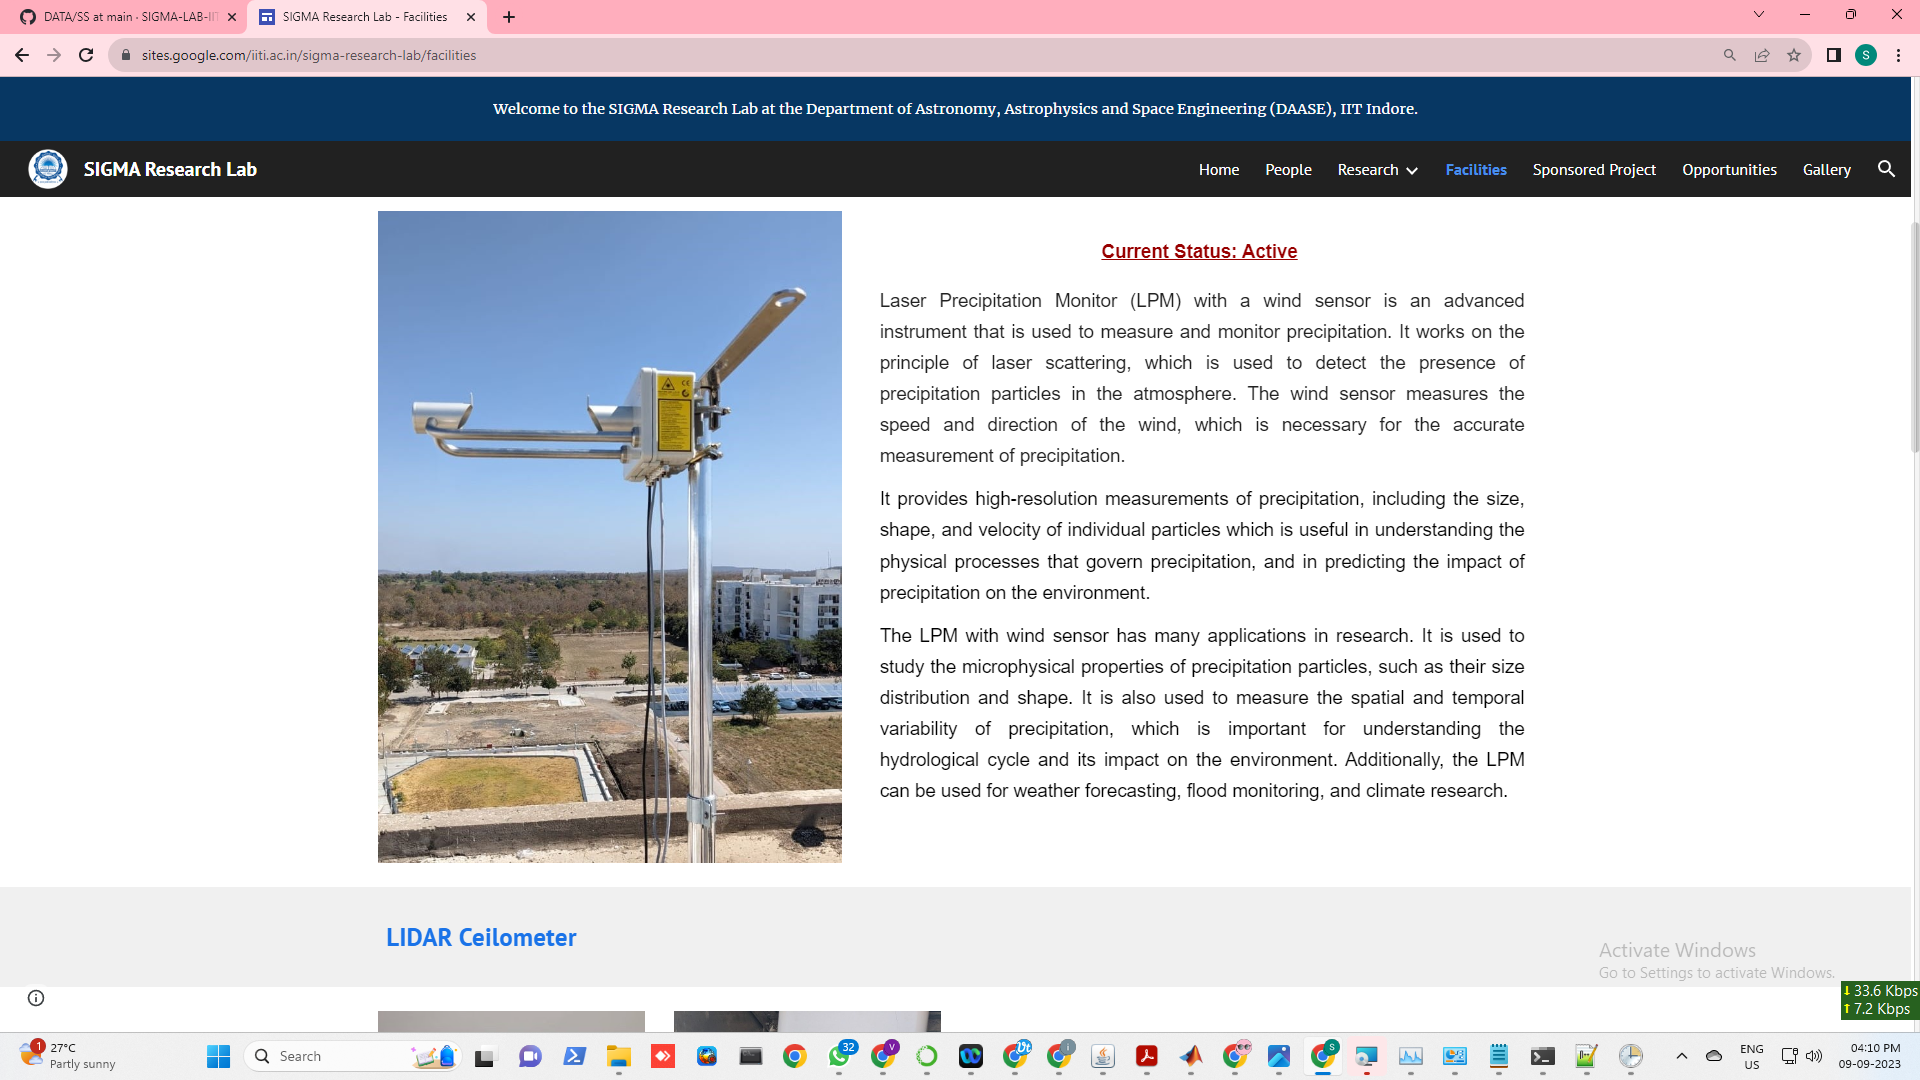 DATA/SS at main · SIGMA-LAB-IIT
SIGMA Research Lab - Facilities
sites.google.com/iiti.ac.in/sigma-research-lab/facilities
S
Welcome to the SIGMA Research Lab at the Department of Astronomy, Astrophysics and Space Engineering (DAASE), IIT Indore.
SIGMA Research Lab
Home People Research Facilities Sponsored Project Opportunities Gallery
Current Status: Active
Laser Precipitation Monitor (LPM) with a wind sensor is an advanced
instrument that is used to measure and monitor precipitation. It works on the
principle of laser scattering, which is used to detect the presence of
precipitation particles in the atmosphere. The wind sensor measures the
speed and direction of the wind, which is necessary for the accurate
measurement of precipitation.
It provides high-resolution measurements of precipitation, including the size,
shape, and velocity of individual particles which is useful in understanding the
physical processes that govern precipitation, and in predicting the impact of
precipitation on the environment.
The LPM with wind sensor has many applications in research. It is used to
study the microphysical properties of precipitation particles, such as their size
distribution and shape. It is also used to measure the spatial and temporal
variability of precipitation, which is important for understanding the
hydrological cycle and its impact on the environment. Additionally, the LPM
can be used for weather forecasting, flood monitoring, and climate research.
LIDAR Ceilometer
Activate Windows
Go to Settings to activate Windows.
33.6 Kbps
7.2 Kbps
1
27°C
Partly sunny
Search
32
V
S
ENG
US
04:10 PM
09-09-2023